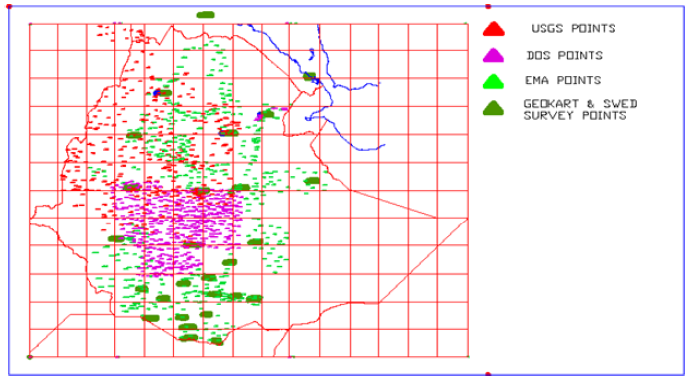 USGS POINTS
DOS POINTS
EMA POINTS
GEOKART & SWED
SURVEY POINTS